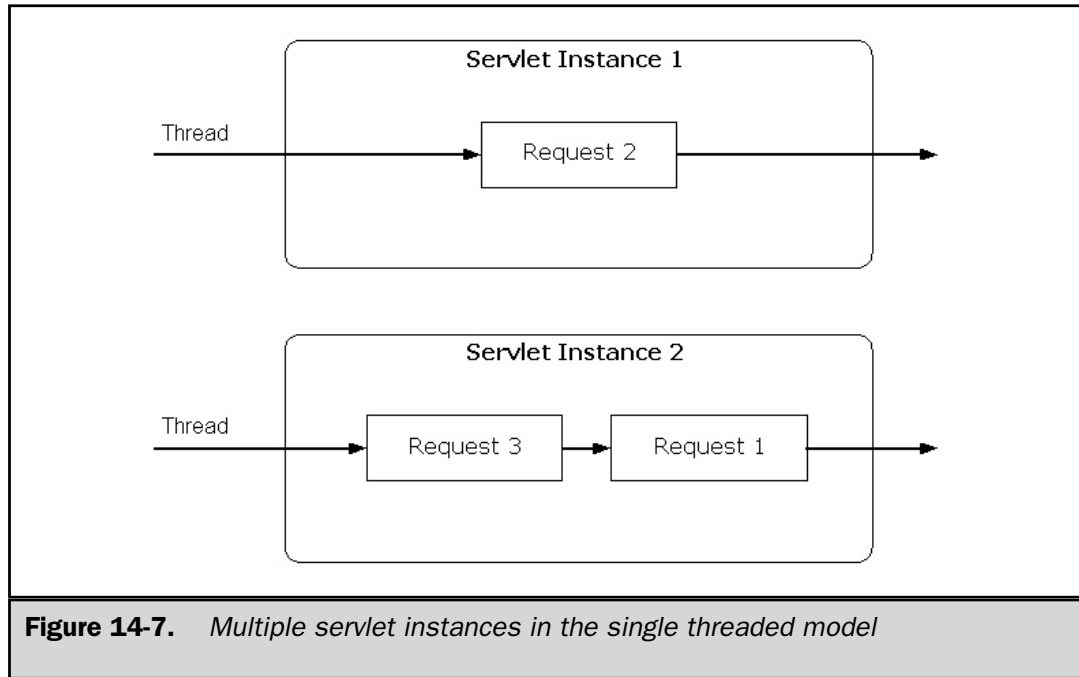 Servlet Instance 1
Thread
Request 2
Servlet Instance 2
Thread
Request 3
Request 1
Figure 14-7. Multiple servlet instances in the single threaded model